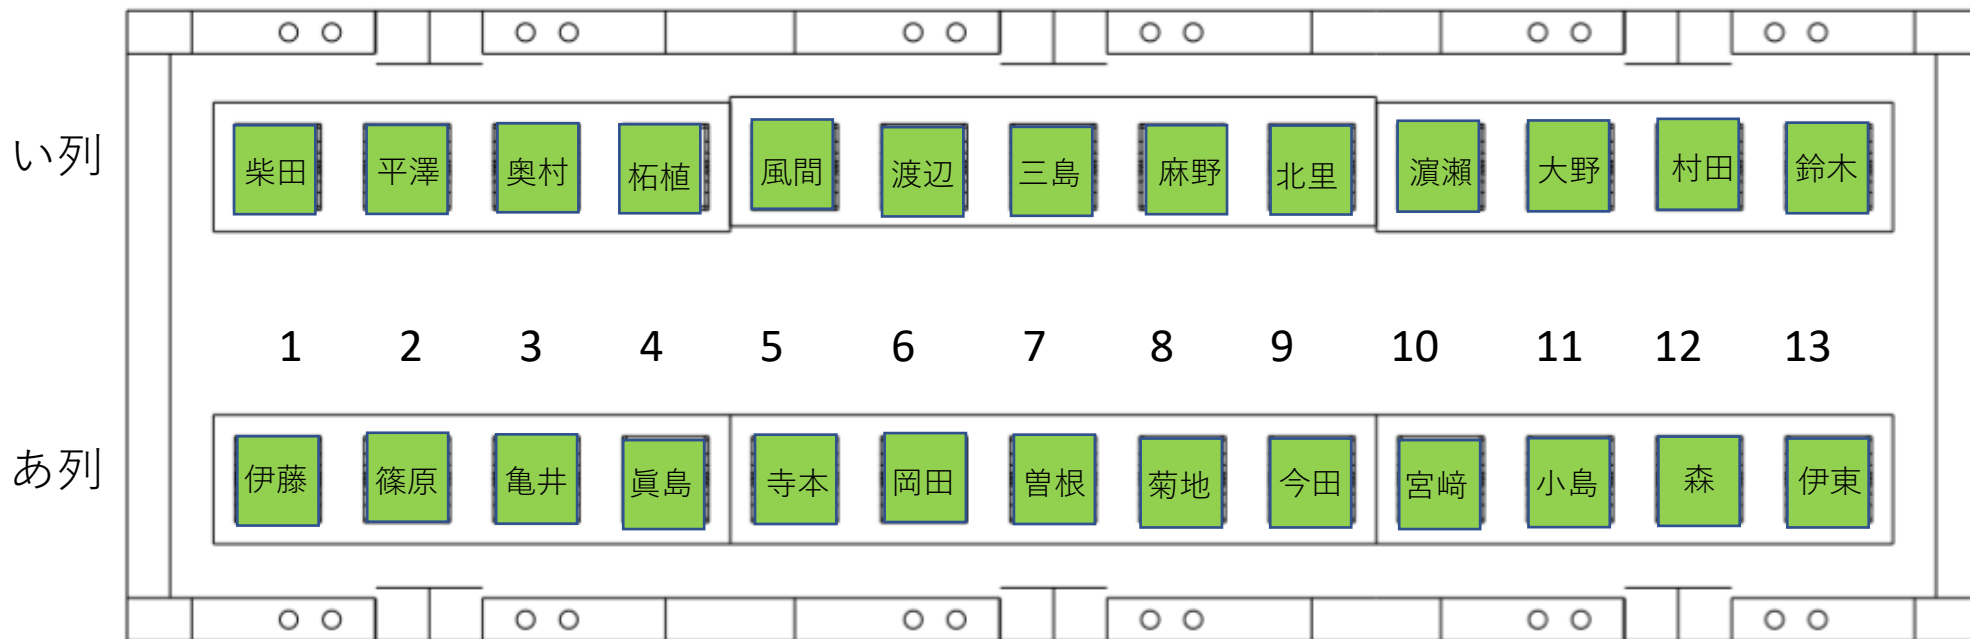 い列 柴田 平澤 奥村 柘植 風間 渡辺 三島 麻野 北里 濵瀨 大野 村田 鈴木
1 2 3 4 5 6 7 8 9 10 11 12 13
あ列 伊藤 篠原 亀井 眞島 寺本 岡田 曽根 菊地 今田 宮﨑 小島 森 伊東